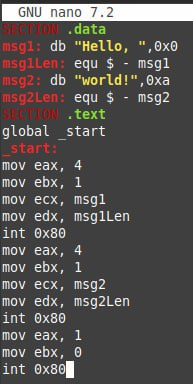 GNU nano 7.2
SECTION .data
msg1: db "Hello, ",0x0
msg1Len: equ $ - msg1
msg2: db "world!",0xa
msg2Len: equ $ - msg2
SECTION .text
global _start
_start:
mov eax, 4
mov ebx, 1
mov ecx, msg1
mov edx, msg1Len
int 0x80
mov eax, 4
mov ebx, 1
mov ecx, msg2
mov edx, msg2Len
int 0x80
mov eax, 1
mov ebx, 0
int 0x80